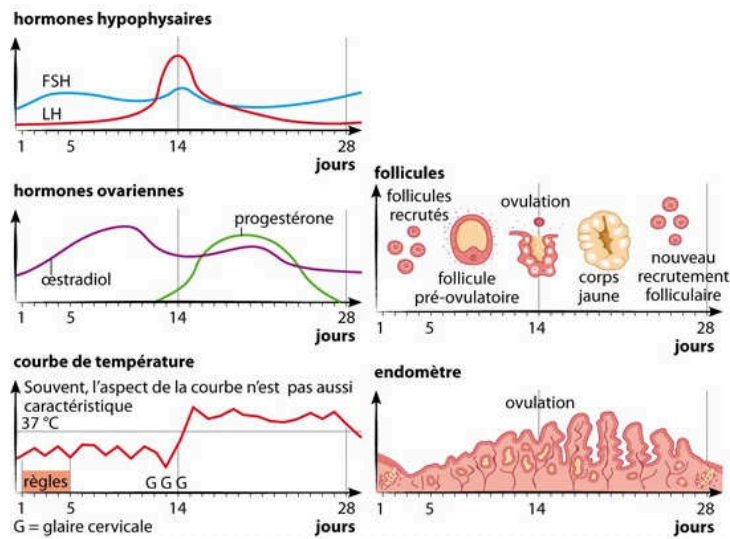 hormones hypophysaires
FSH
LH
1 5 14 28
jours
hormones ovariennes
progestérone
œstradiol
1 5 14 28
jours
courbe de température
Souvent, l'aspect de la courbe n'est pas aussi
caractéristique
37 °C
règles
G G G
1 5 14 28
G = glaire cervicale
jours
follicules
follicules
recrutés
ovulation
follicule
pré-ovulatoire
corps
jaune
nouveau
recrutement
folliculaire
1 5 14 28
jours
endomètre
ovulation
1 5 14 28
jours